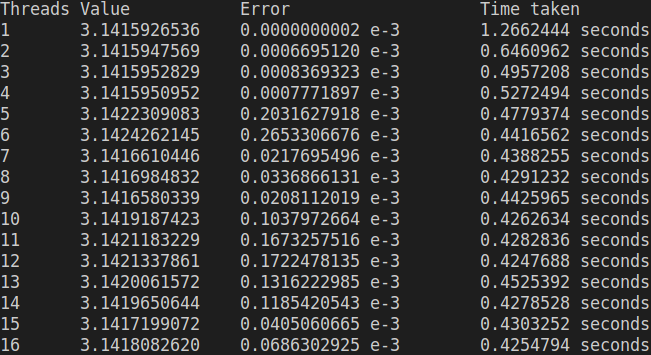 Threads Value Error Time taken
1 3.1415926536 0.0000000002 e-3 1.2662444 seconds
2 3.1415947569 0.0006695120 e-3 0.6460962 seconds
3 3.1415952829 0.0008369323 e-3 0.4957208 seconds
4 3.1415950952 0.0007771897 e-3 0.5272494 seconds
5 3.1422309083 0.2031627918 e-3 0.4779374 seconds
6 3.1424262145 0.2653306676 e-3 0.4416562 seconds
7 3.1416610446 0.0217695496 e-3 0.4388255 seconds
8 3.1416984832 0.0336866131 e-3 0.4291232 seconds
9 3.1416580339 0.0208112019 e-3 0.4425965 seconds
10 3.1419187423 0.1037972664 e-3 0.4262634 seconds
11 3.1421183229 0.1673257516 e-3 0.4282836 seconds
12 3.1421337861 0.1722478135 e-3 0.4247688 seconds
13 3.1420061572 0.1316222985 e-3 0.4525392 seconds
14 3.1419650644 0.1185420543 e-3 0.4278528 seconds
15 3.1417199072 0.0405060665 e-3 0.4303252 seconds
16 3.1418082620 0.0686302925 e-3 0.4254794 seconds